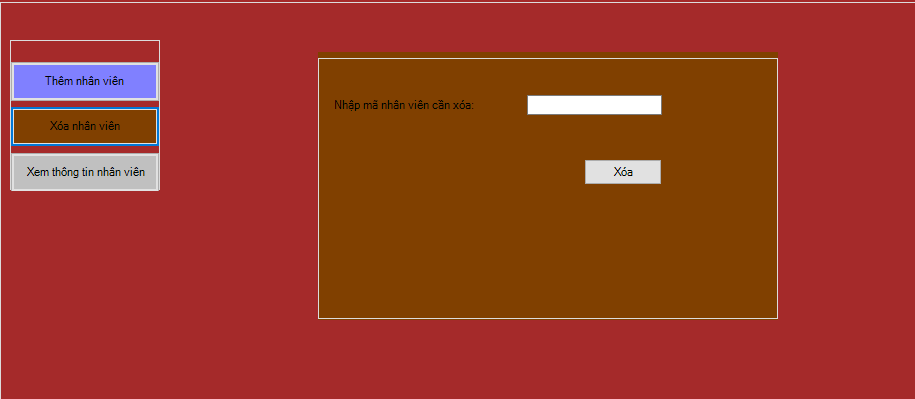 Thêm nhân viên
Xóa nhân viên
Xem thông tin nhân viên
Nhập mã nhân viên cần xóa:
Xóa